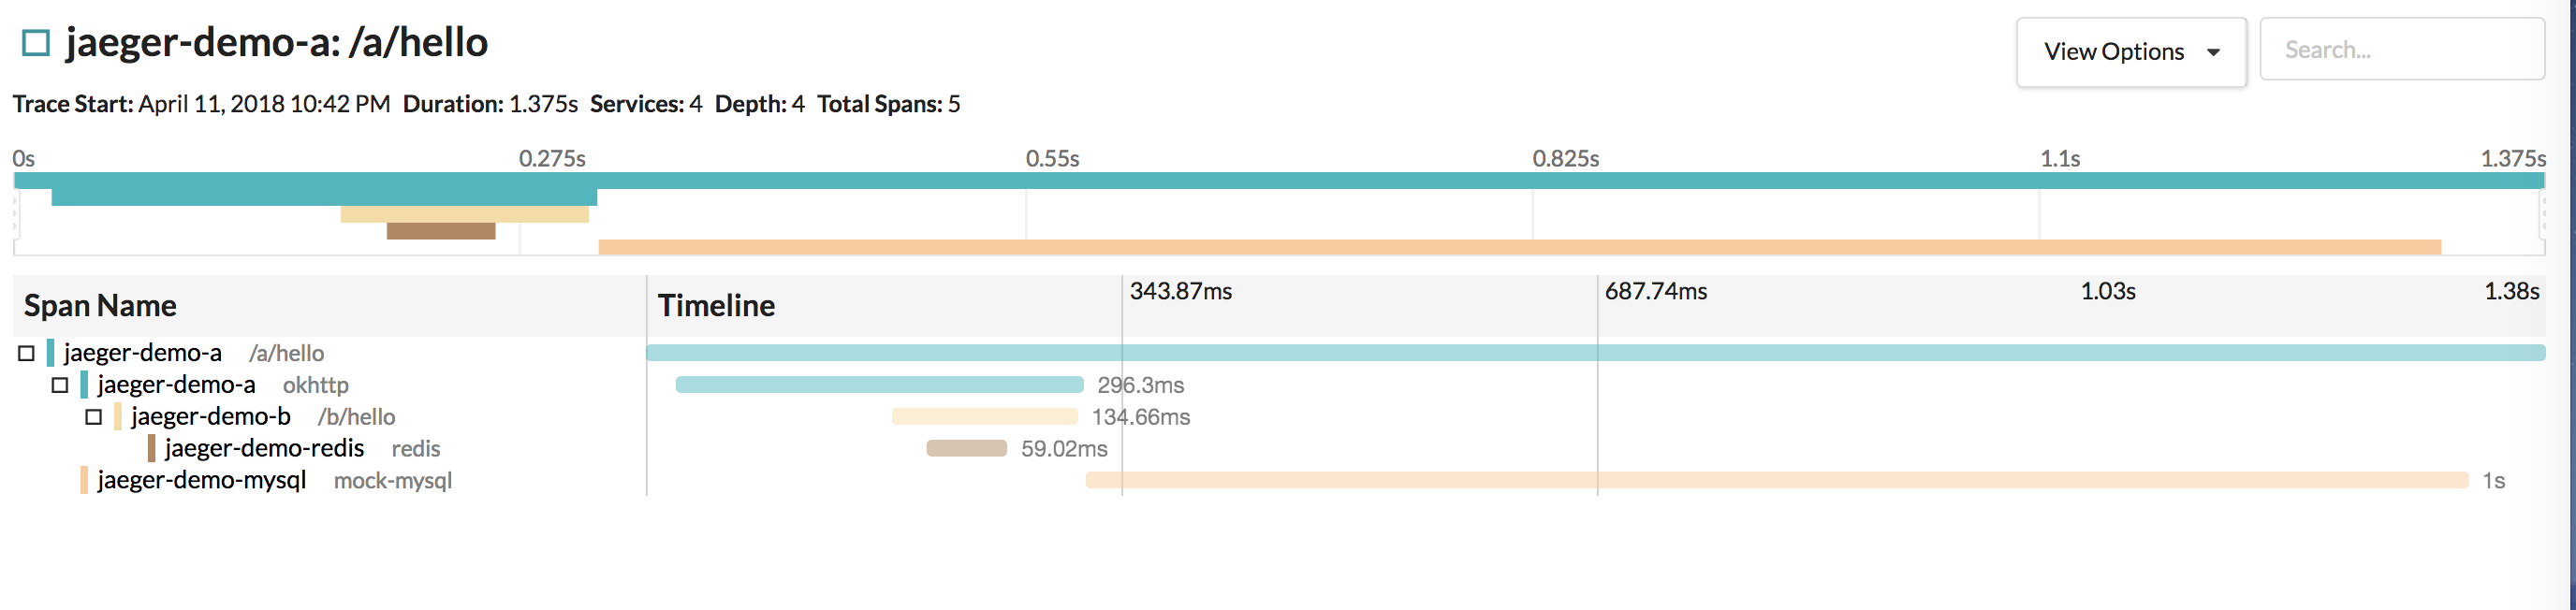 jaeger-demo-a: /a/hello
View Options
Search...
Trace Start: April 11, 2018 10:42 PM Duration: 1.375s Services: 4 Depth: 4 Total Spans: 5
0s 0.275s 0.55s 0.825s 1.1s 1.375s
Span Name Timeline 343.87ms 687.74ms 1.03s 1.38s
jaeger-demo-a /a/hello
jaeger-demo-a okhttp 296.3ms
jaeger-demo-b /b/hello 134.66ms
jaeger-demo-redis redis 59.02ms
jaeger-demo-mysql mock-mysql 1s